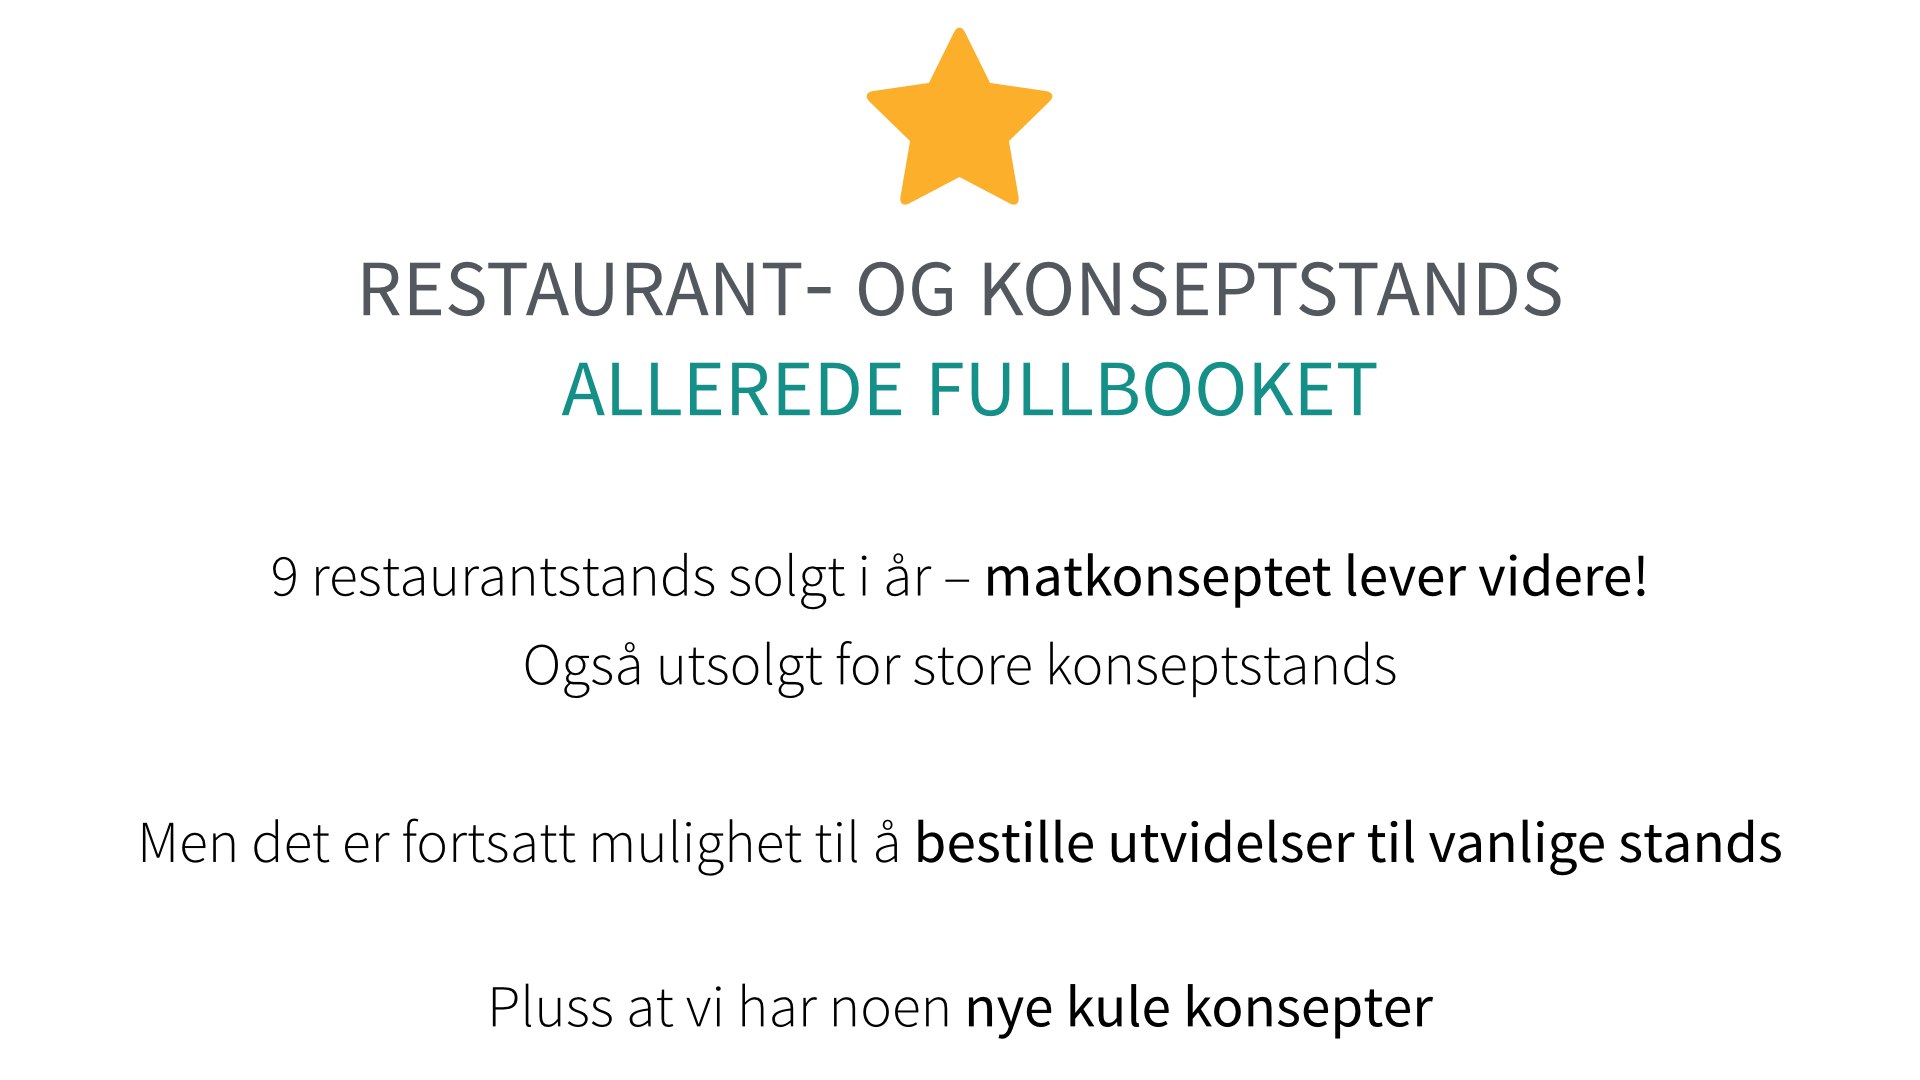 RESTAURANT- OG KONSEPTSTANDS
ALLEREDE FULLBOOKET
9 restaurantstands solgt i år – matkonseptet lever videre!
Også utsolgt for store konseptstands
Men det er fortsatt mulighet til å bestille utvidelser til vanlige stands
Pluss at vi har noen nye kule konsepter